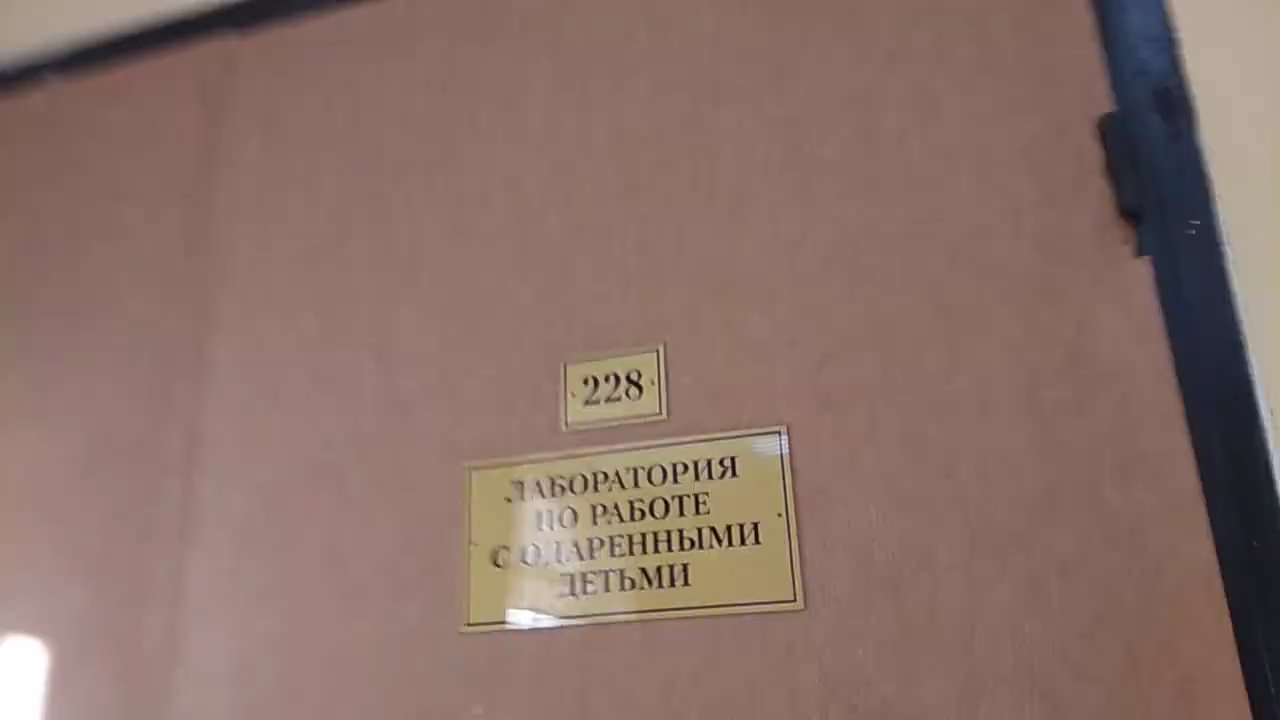 228
ЛАБОРАТОРИЯ
ПО РАБОТЕ
С ОДАРЕННЫМИ
ДЕТЬМИ